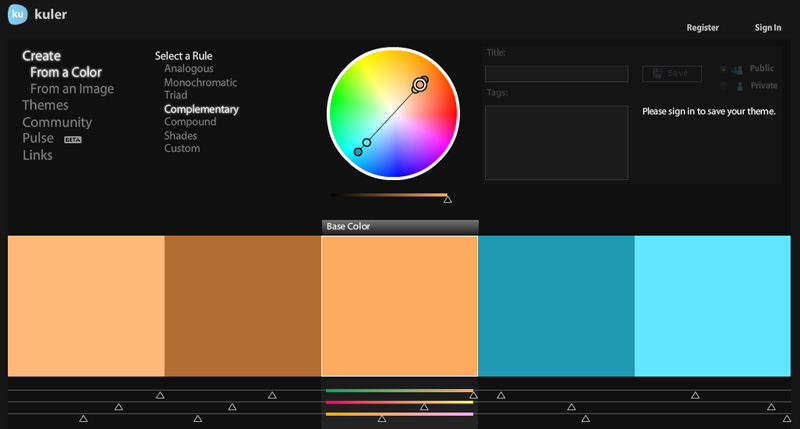 ku kuler
Register Sign In
Create
From a Color
From an Image
Themes
Community
Pulse BETA
Links
Select a Rule
Analogous
Monochromatic
Triad
Complementary
Compound
Shades
Custom
Title:
Save
Public
Private
Tags:
Please sign in to save your theme.
Base Color